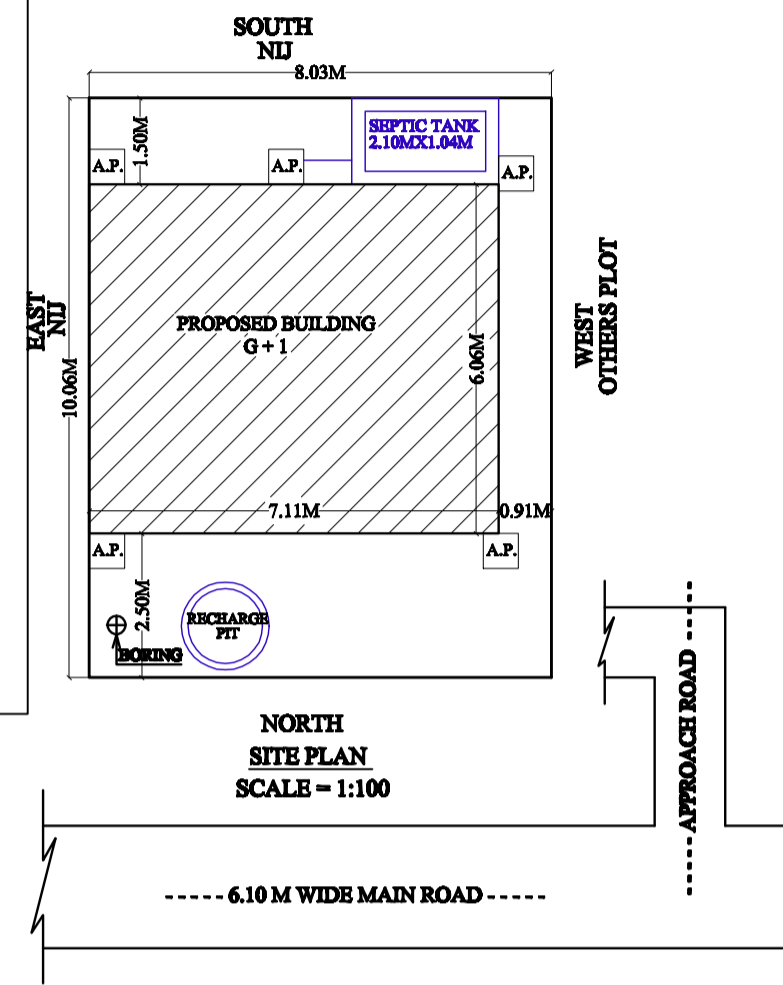 SOUTH
NIJ
8.03M
SEPTIC TANK
2.10MX1.04M
1.50M
A.P.
A.P.
A.P.
EAST
NIJ
10.06M
PROPOSED BUILDING
G + 1
6.06M
WEST
OTHERS PLOT
7.11M
0.91M
A.P.
A.P.
2.50M
RECHARGE
PIT
BORING
NORTH
SITE PLAN
SCALE = 1:100
APPROACH ROAD
6.10 M WIDE MAIN ROAD